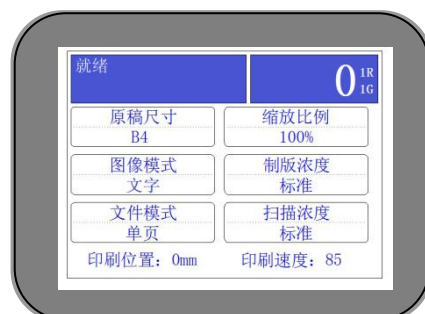 就绪
0
1R
1G
原稿尺寸 缩放比例
B4 100%
图像模式 制版浓度
文字 标准
文件模式 扫描浓度
单页 标准
印刷位置：0mm 印刷速度：85